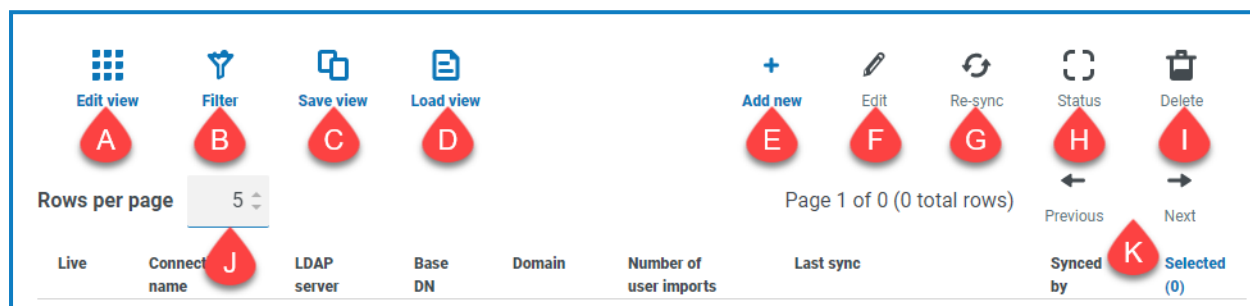 Edit view Filter Save view Load view Add new Edit Re-sync Status Delete
A B C D E F G H I
Rows per page 5 Page 1 of 0 (0 total rows) Previous Next
J K
Live Connect LDAP Base Domain Number of Last sync Synced Selected
name server DN user imports by (0)